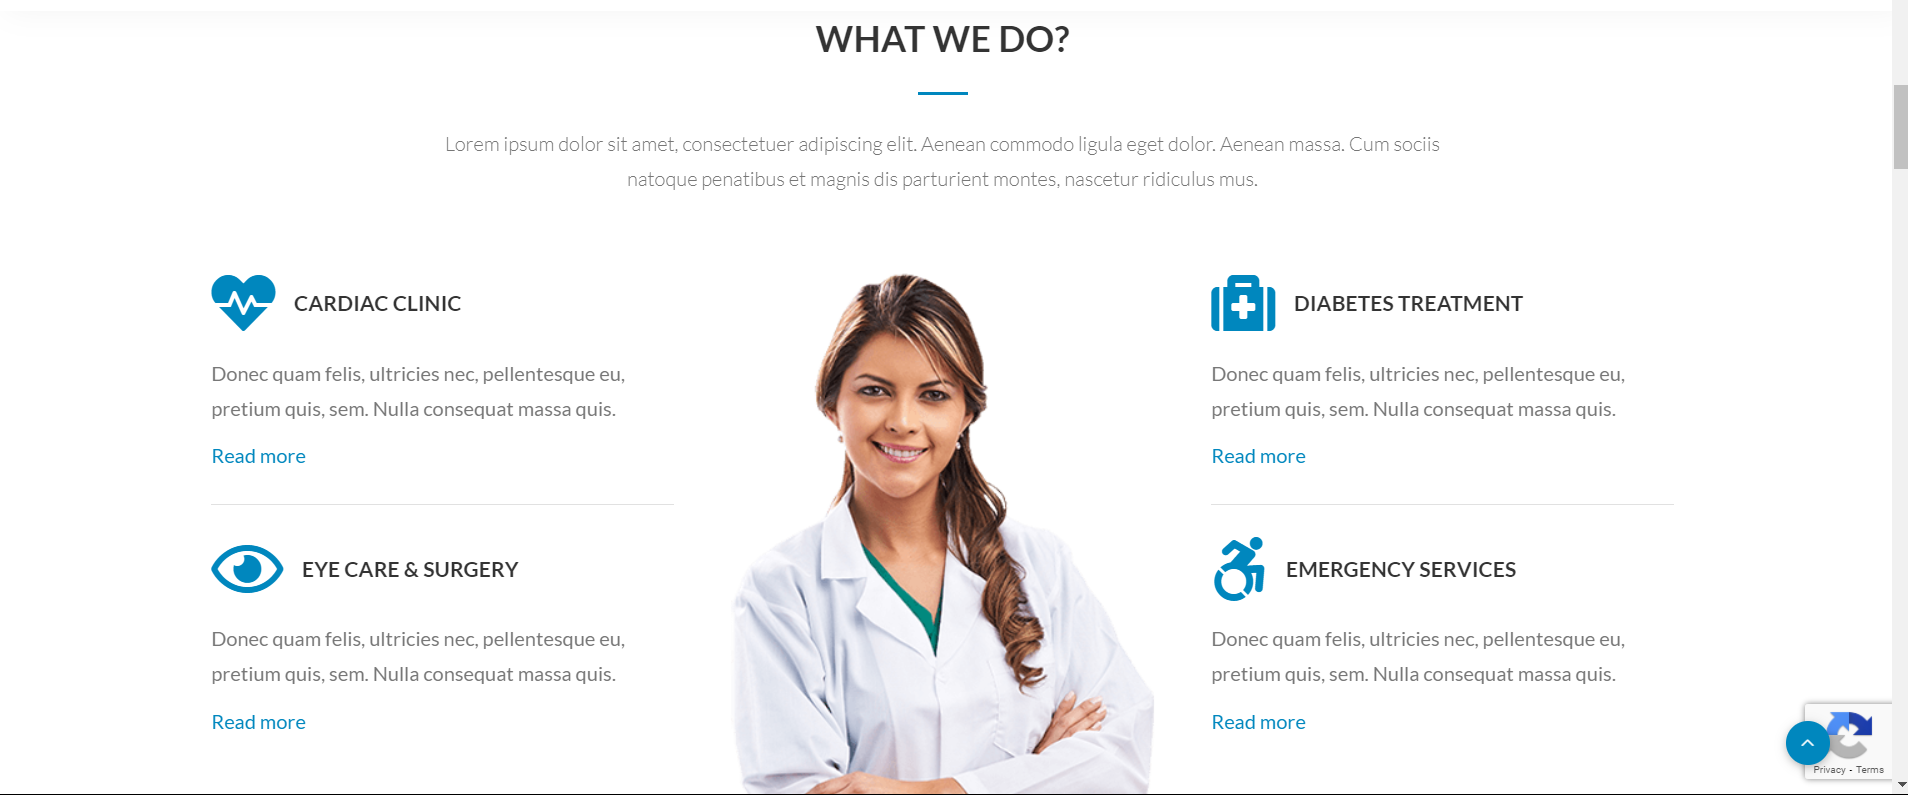 WHAT WE DO?
Lorem ipsum dolor sit amet, consectetuer adipiscing elit. Aenean commodo ligula eget dolor. Aenean massa. Cum sociis
natoque penatibus et magnis dis parturient montes, nascetur ridiculus mus.
CARDIAC CLINIC
Donec quam felis, ultricies nec, pellentesque eu,
pretium quis, sem. Nulla consequat massa quis.
Read more
EYE CARE & SURGERY
Donec quam felis, ultricies nec, pellentesque eu,
pretium quis, sem. Nulla consequat massa quis.
Read more
DIABETES TREATMENT
Donec quam felis, ultricies nec, pellentesque eu,
pretium quis, sem. Nulla consequat massa quis.
Read more
EMERGENCY SERVICES
Donec quam felis, ultricies nec, pellentesque eu,
pretium quis, sem. Nulla consequat massa quis.
Read more
Privacy - Terms